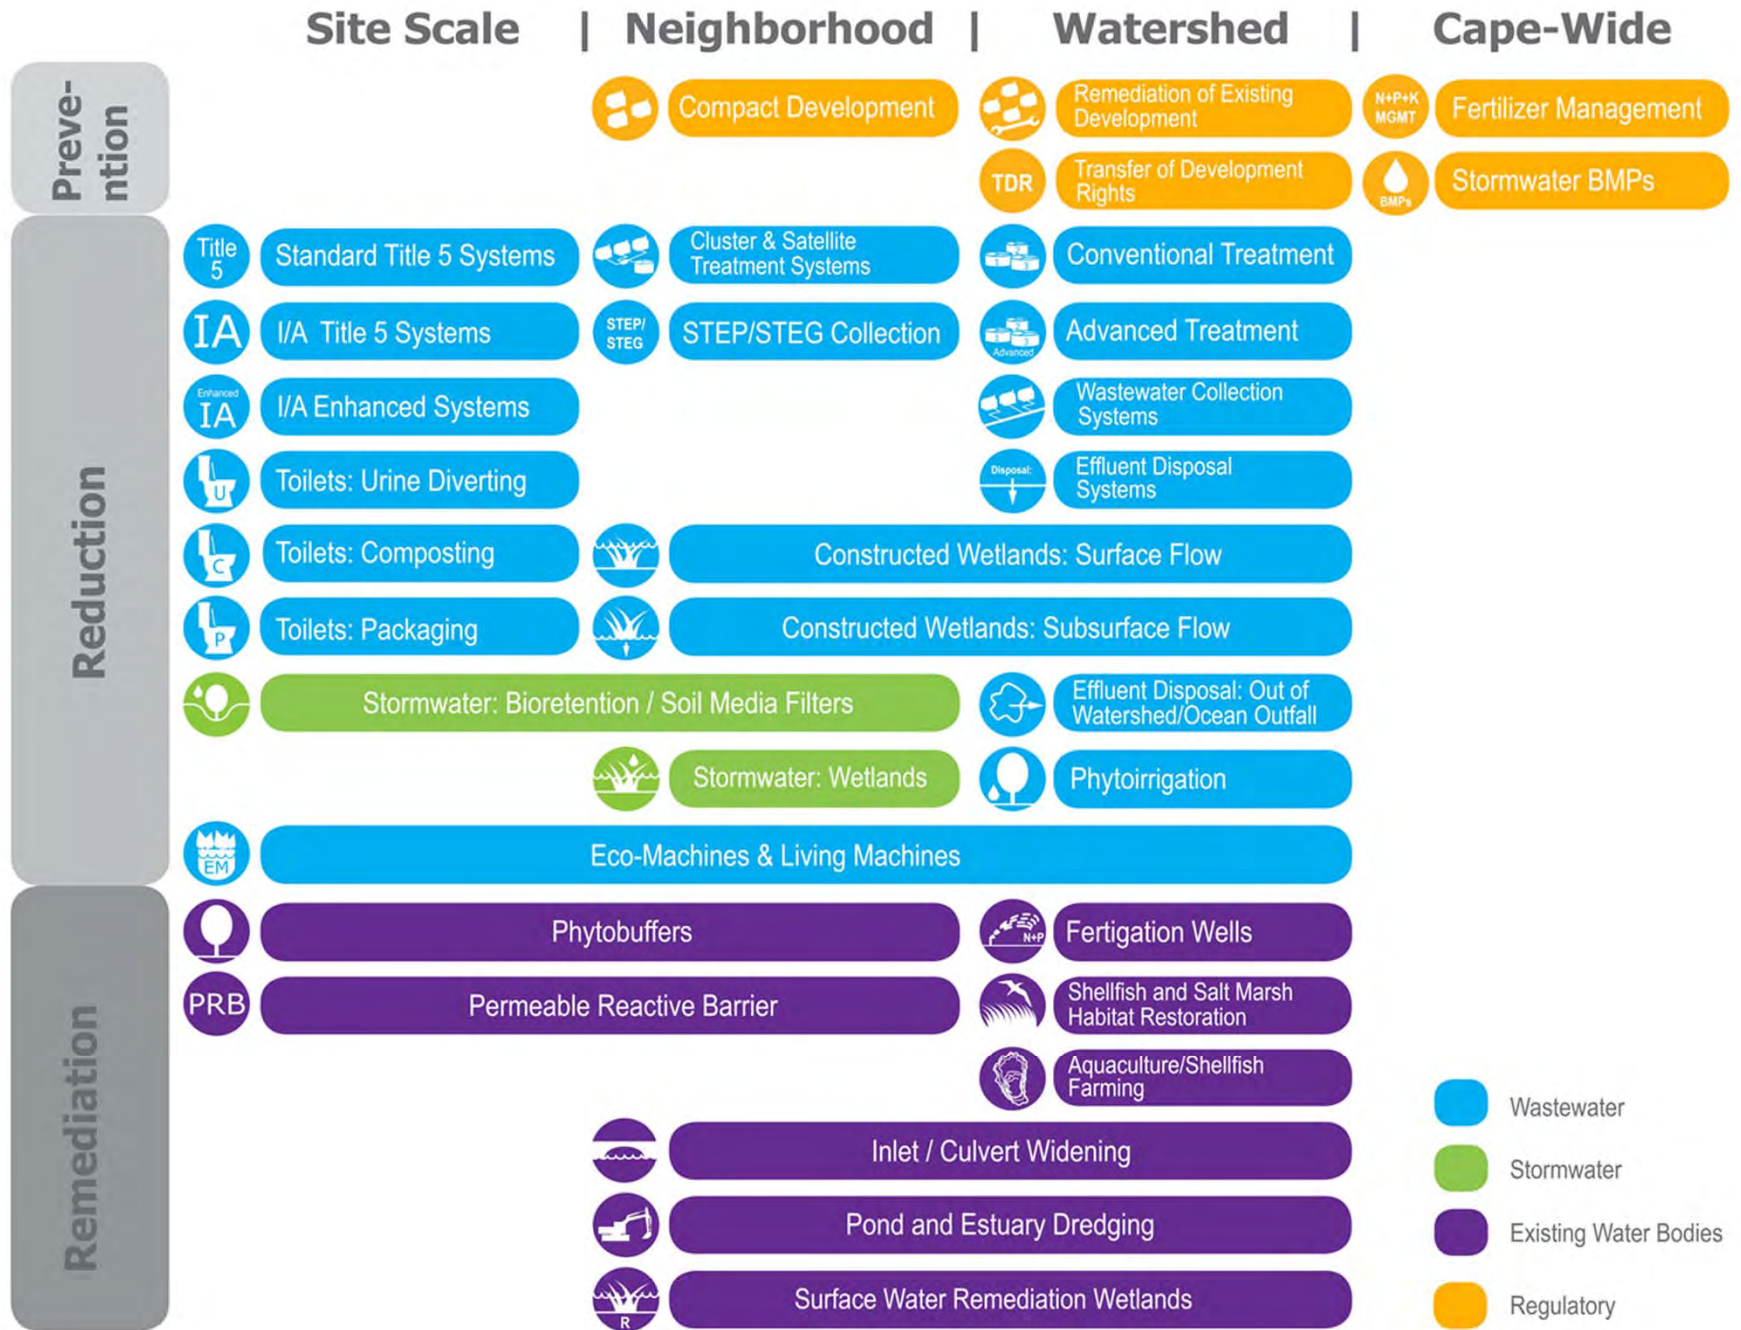 Site Scale | Neighborhood | Watershed | Cape-Wide
Preve-
ntion
Compact Development
Remediation of Existing
Development
N+P+K
MGMT
Fertilizer Management
TDR
Transfer of Development
Rights
BMPs
Stormwater BMPs
Reduction
Title
5
Standard Title 5 Systems
Cluster & Satellite
Treatment Systems
Conventional Treatment
IA
I/A Title 5 Systems
STEP/
STEG
STEP/STEG Collection
Advanced
Advanced Treatment
Enhanced
IA
I/A Enhanced Systems
Wastewater Collection
Systems
U
Toilets: Urine Diverting
Disposal:
Effluent Disposal
Systems
C
Toilets: Composting
Constructed Wetlands: Surface Flow
P
Toilets: Packaging
Constructed Wetlands: Subsurface Flow
Stormwater: Bioretention / Soil Media Filters
Effluent Disposal: Out of
Watershed/Ocean Outfall
Stormwater: Wetlands
Phytoirrigation
EM
Eco-Machines & Living Machines
Remediation
Phytobuffers
N+P
Fertigation Wells
PRB
Permeable Reactive Barrier
Shellfish and Salt Marsh
Habitat Restoration
Aquaculture/Shellfish
Farming
Inlet / Culvert Widening
Pond and Estuary Dredging
R
Surface Water Remediation Wetlands
Wastewater
Stormwater
Existing Water Bodies
Regulatory